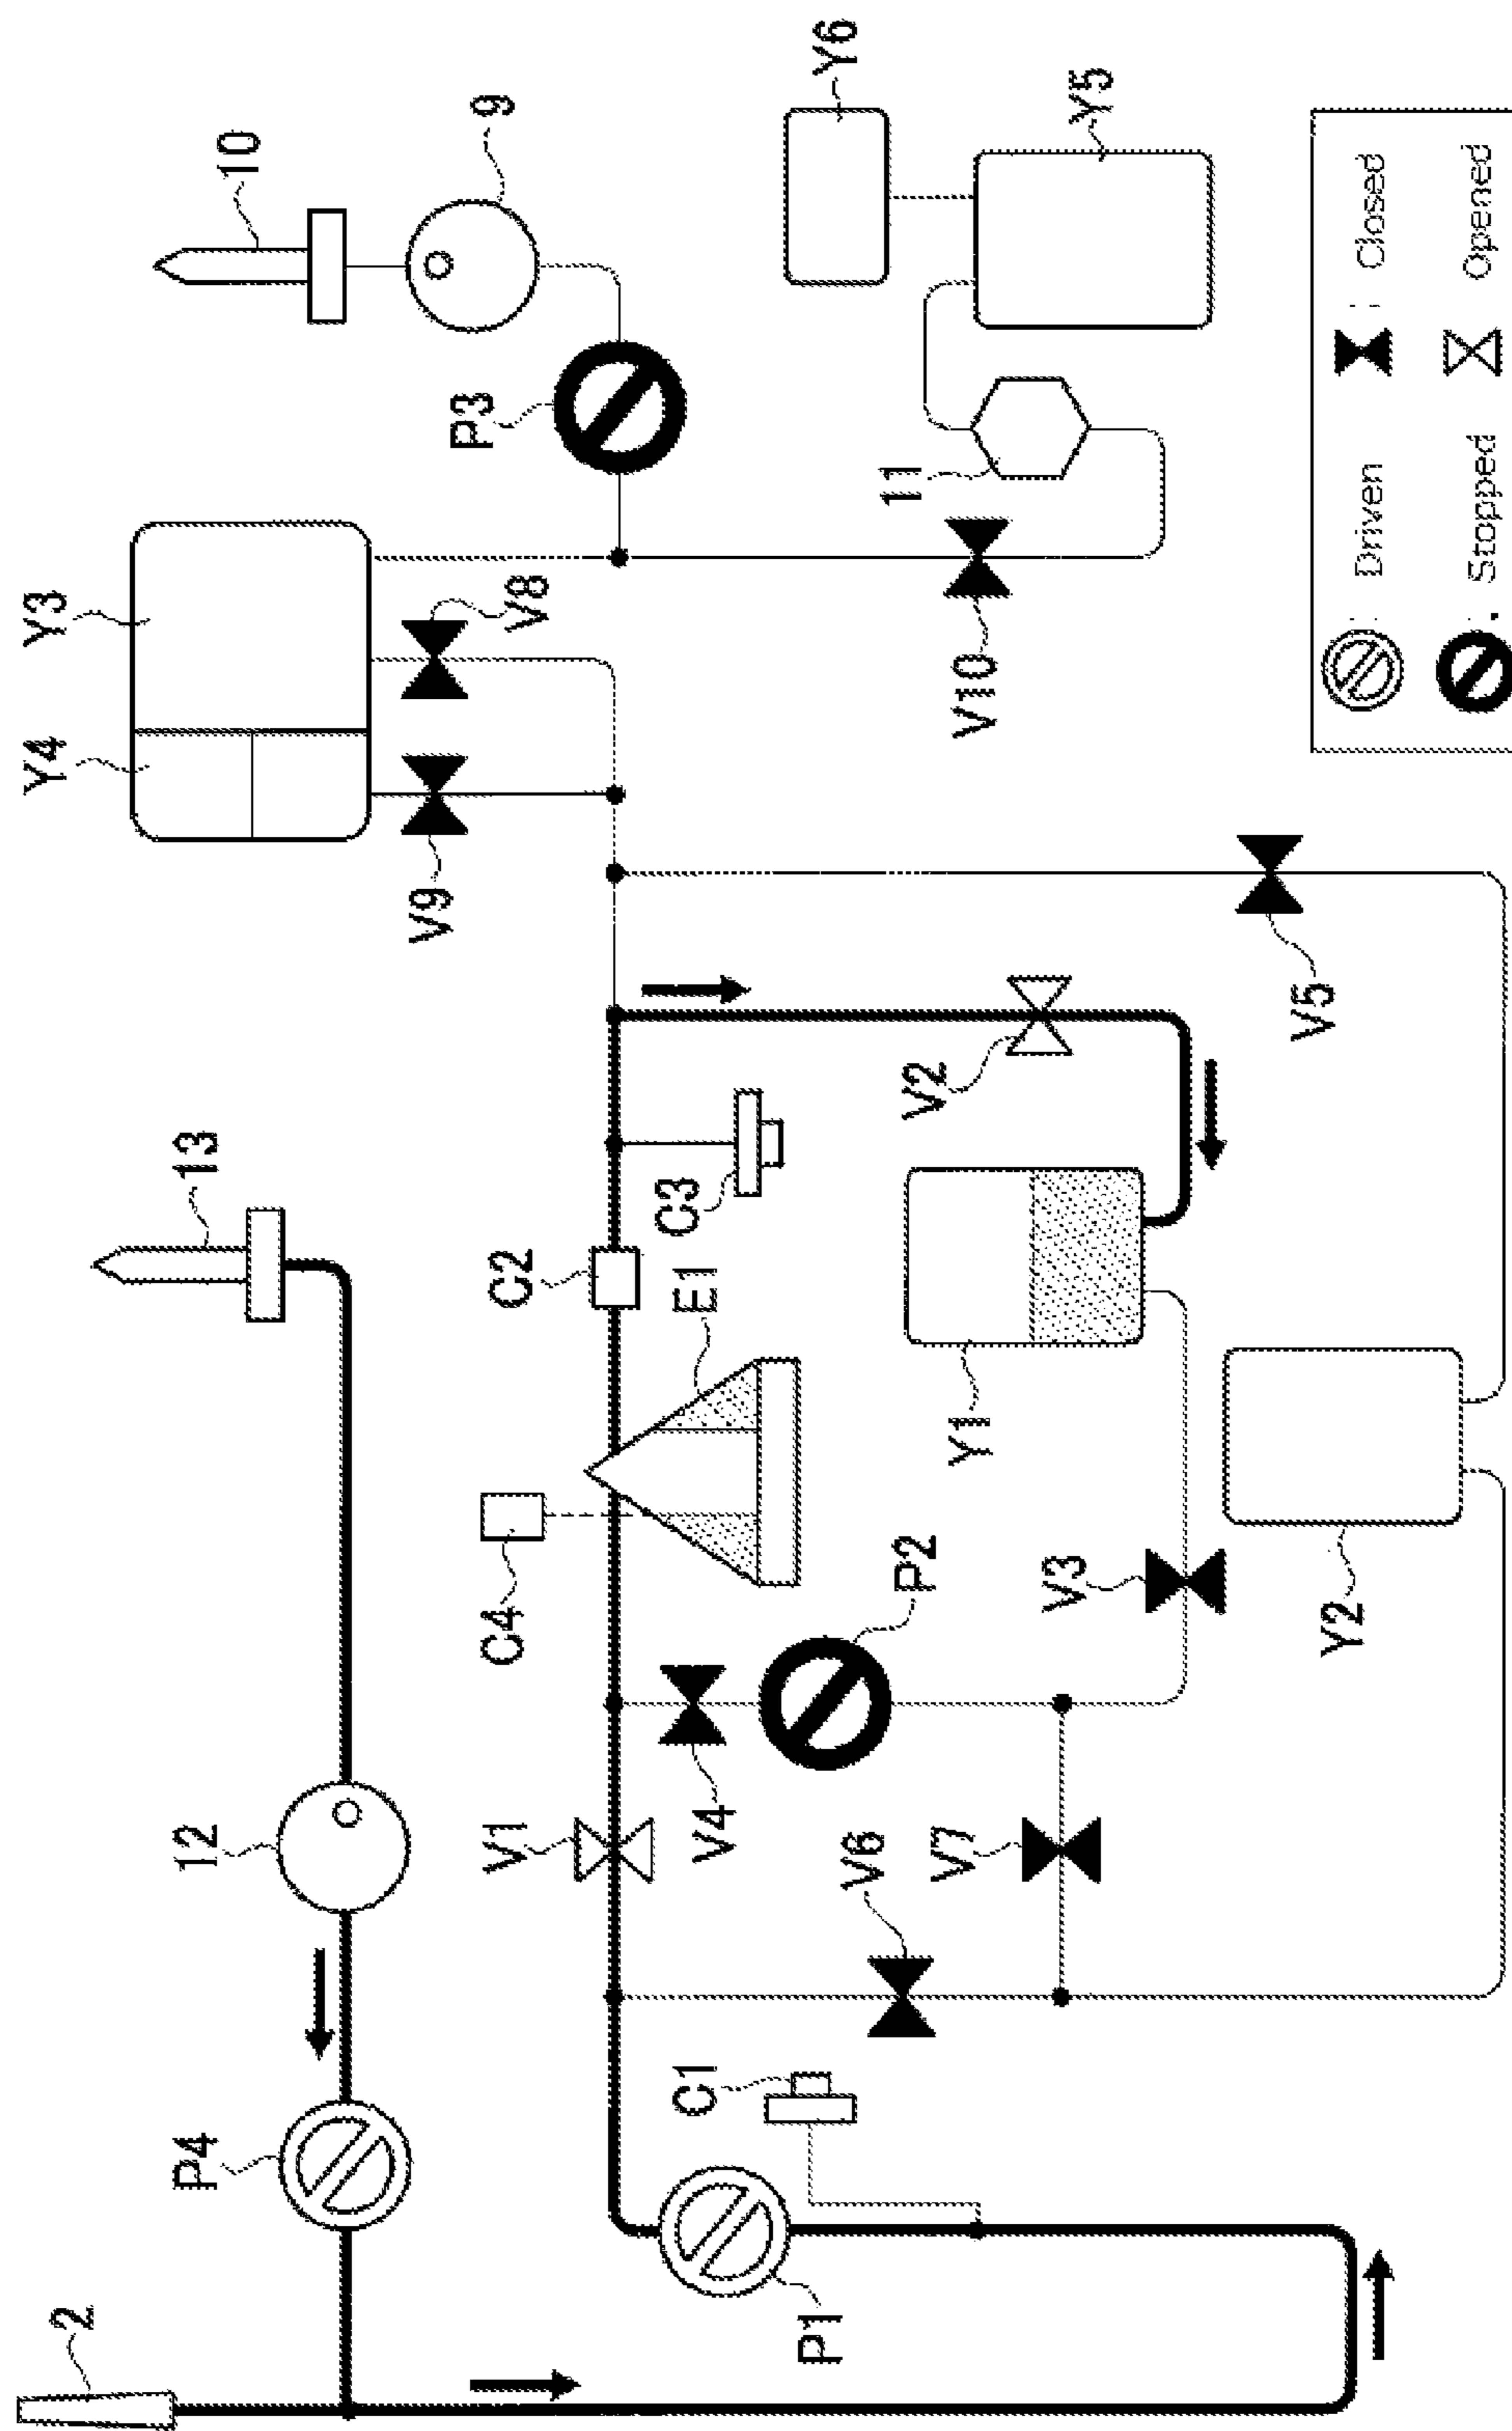 2
P4
12
13
P1
C1
V6
V7
V1
V4
P2
C4
E1
C2
C3
V3
Y1
Y2
V2
V5
Y4
Y3
V9
V8
V10
P3
11
10
9
Y6
Y5
: Driven
: Closed
: Stopped
Opened